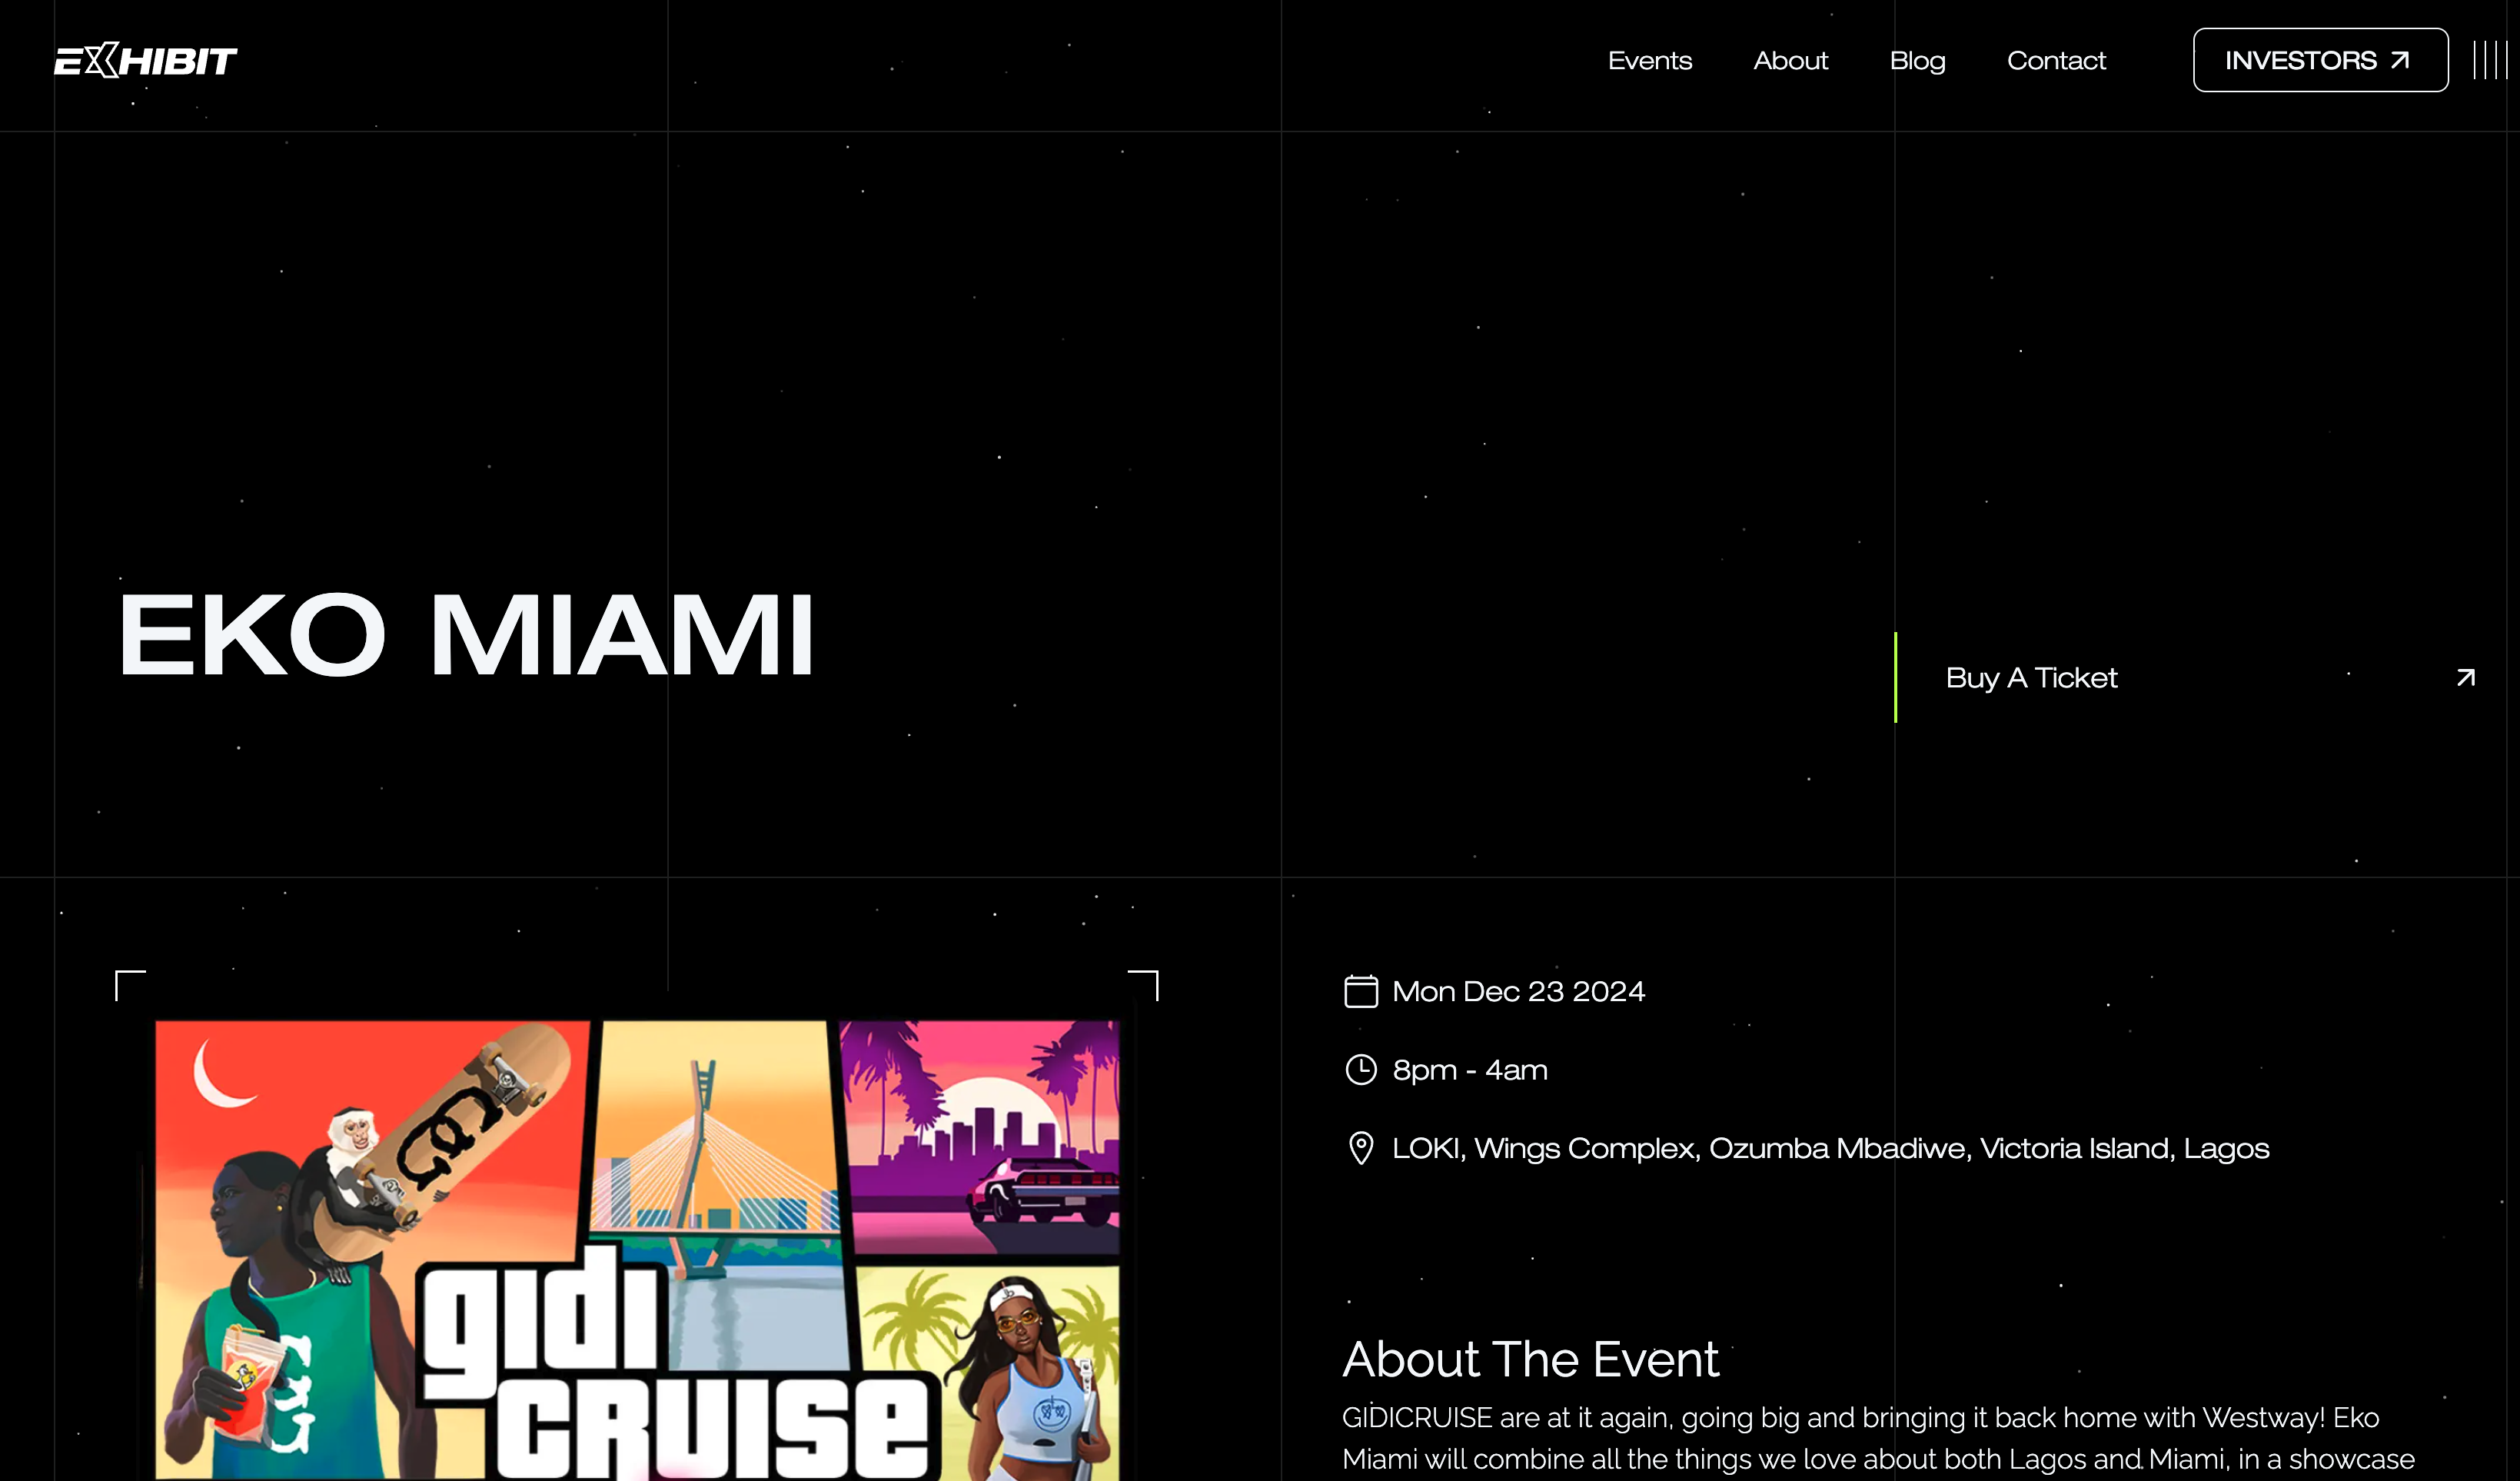 EXHIBIT
Events About Blog Contact INVESTORS
EKO MIAMI
Buy A Ticket
Mon Dec 23 2024
8pm - 4am
LOKI, Wings Complex, Ozumba Mbadiwe, Victoria Island, Lagos
gidi
CRUISE
About The Event
GIDICRUISE are at it again, going big and bringing it back home with Westway! Eko
Miami will combine all the things we love about both Lagos and Miami, in a showcase